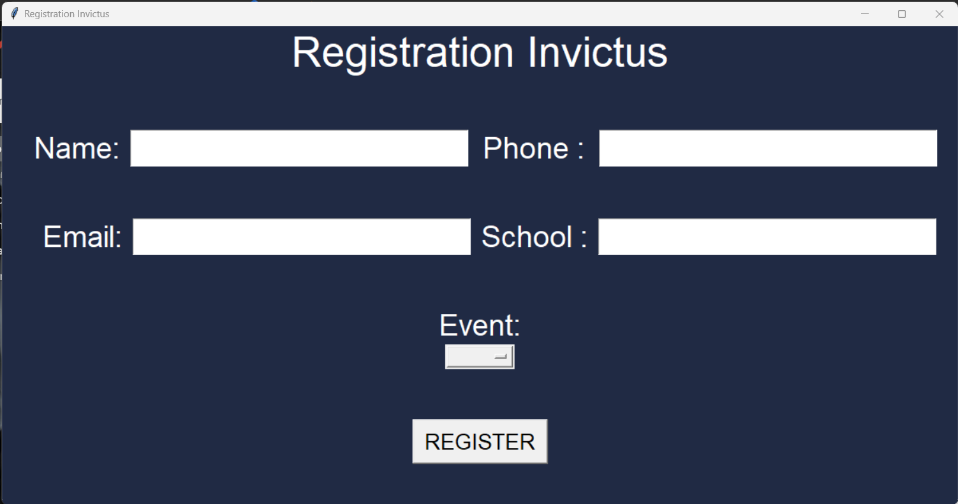 Registration Invictus
Registration Invictus
Name: Phone :
Email: School :
Event:
REGISTER